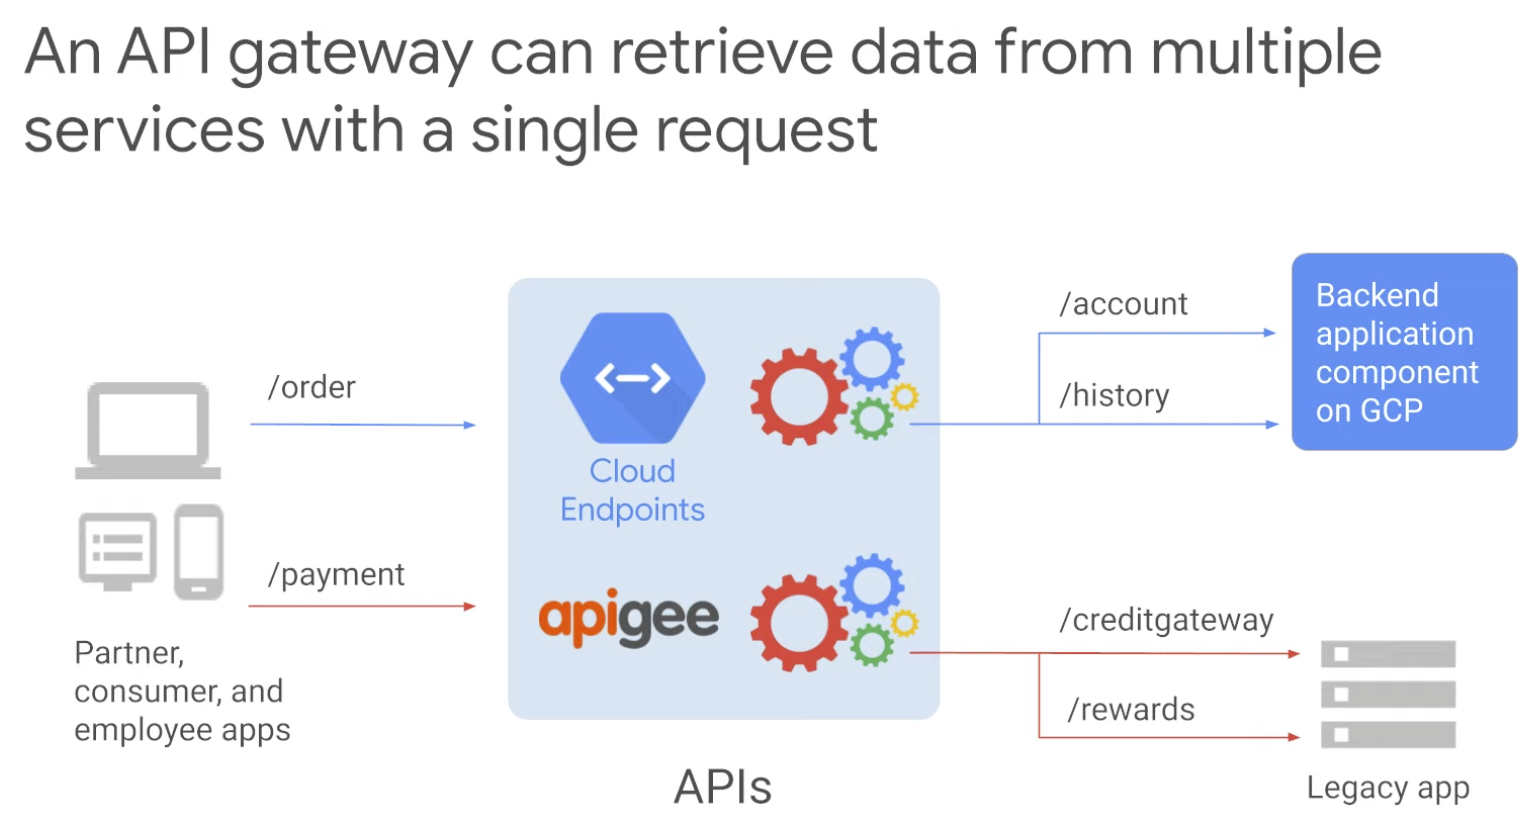 An API gateway can retrieve data from multiple
services with a single request
/order
/payment
Partner,
consumer, and
employee apps
Cloud
Endpoints
apigee
APIs
/account
/history
Backend
application
component
on GCP
/creditgateway
/rewards
Legacy app